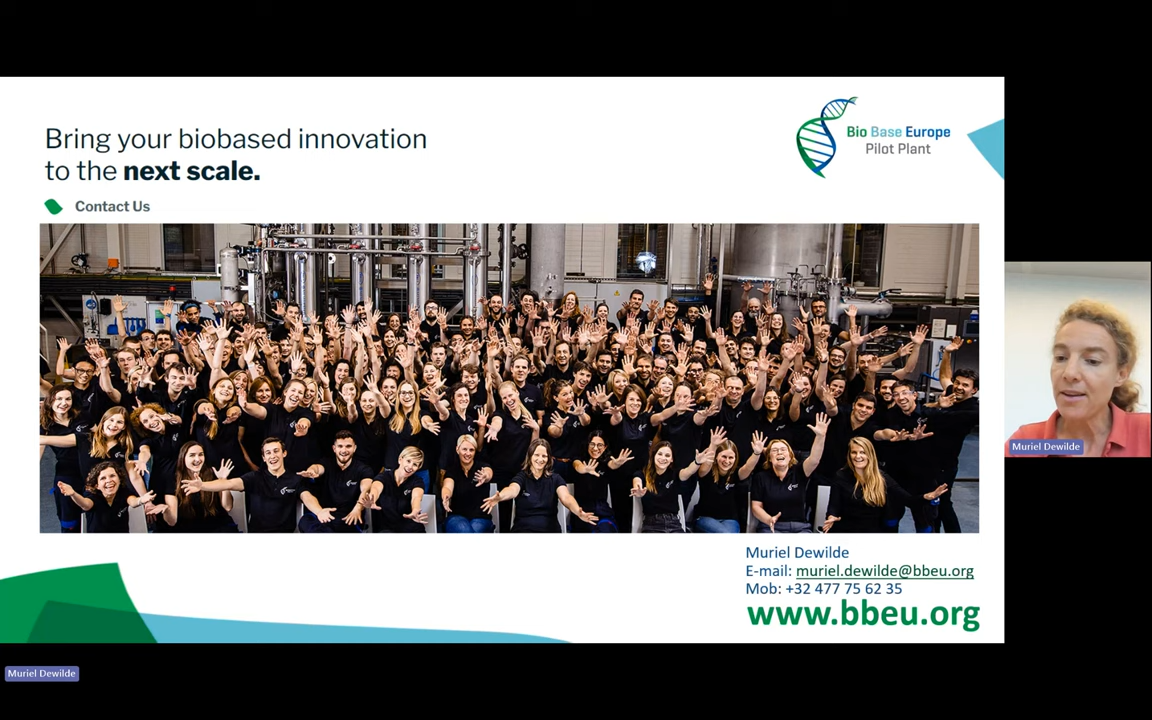 Bring your biobased innovation
to the next scale.
Contact Us
Bio Base Europe
Pilot Plant
Muriel Dewilde
Muriel Dewilde
E-mail: muriel.dewilde@bbeu.org
Mob: +32 477 75 62 35
www.bbeu.org
Muriel Dewilde